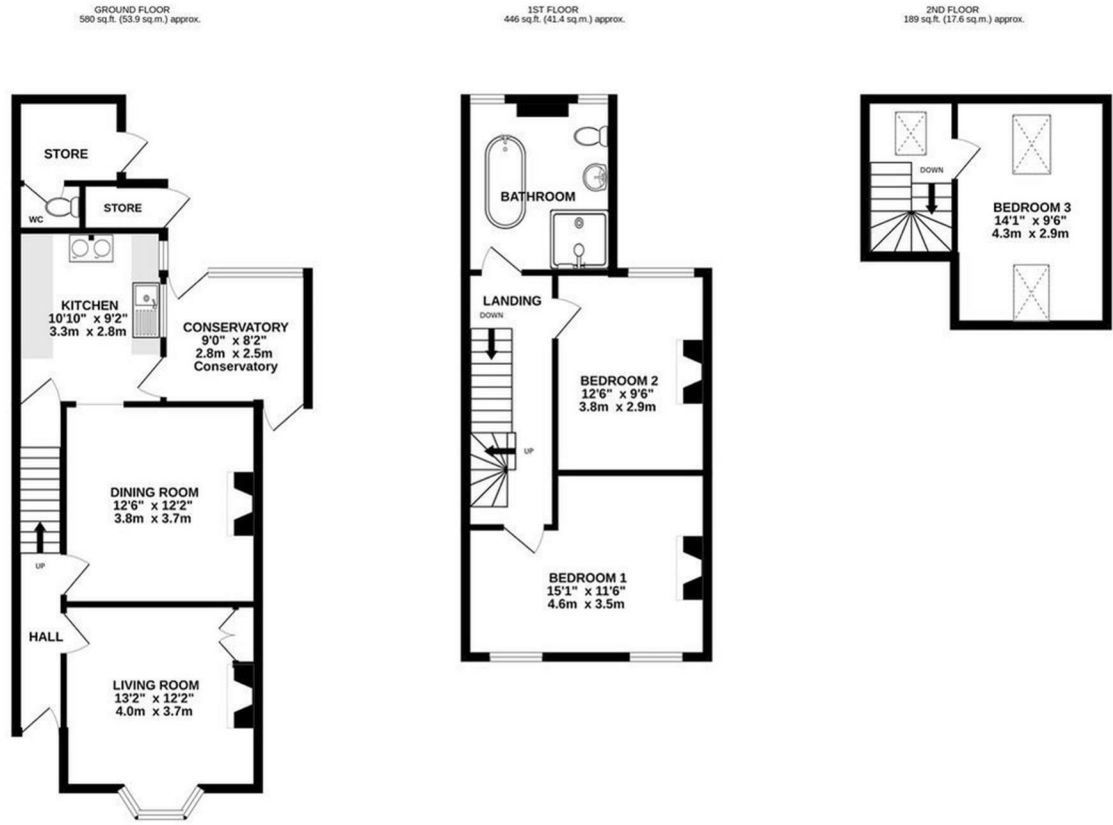 GROUND FLOOR
580 sq.ft. (53.9 sq.m.) approx.
STORE
WC
STORE
KITCHEN
10'10" x 9'2"
3.3m x 2.8m
CONSERVATORY
9'0" x 8'2"
2.8m x 2.5m
Conservatory
DINING ROOM
12'6" x 12'2"
3.8m x 3.7m
UP
HALL
LIVING ROOM
13'2" x 12'2"
4.0m x 3.7m
1ST FLOOR
446 sq.ft. (41.4 sq.m.) approx.
BATHROOM
LANDING
DOWN
BEDROOM 2
12'6" x 9'6"
3.8m x 2.9m
UP
BEDROOM 1
15'1" x 11'6"
4.6m x 3.5m
2ND FLOOR
189 sq.ft. (17.6 sq.m.) approx.
DOWN
BEDROOM 3
14'1" x 9'6"
4.3m x 2.9m